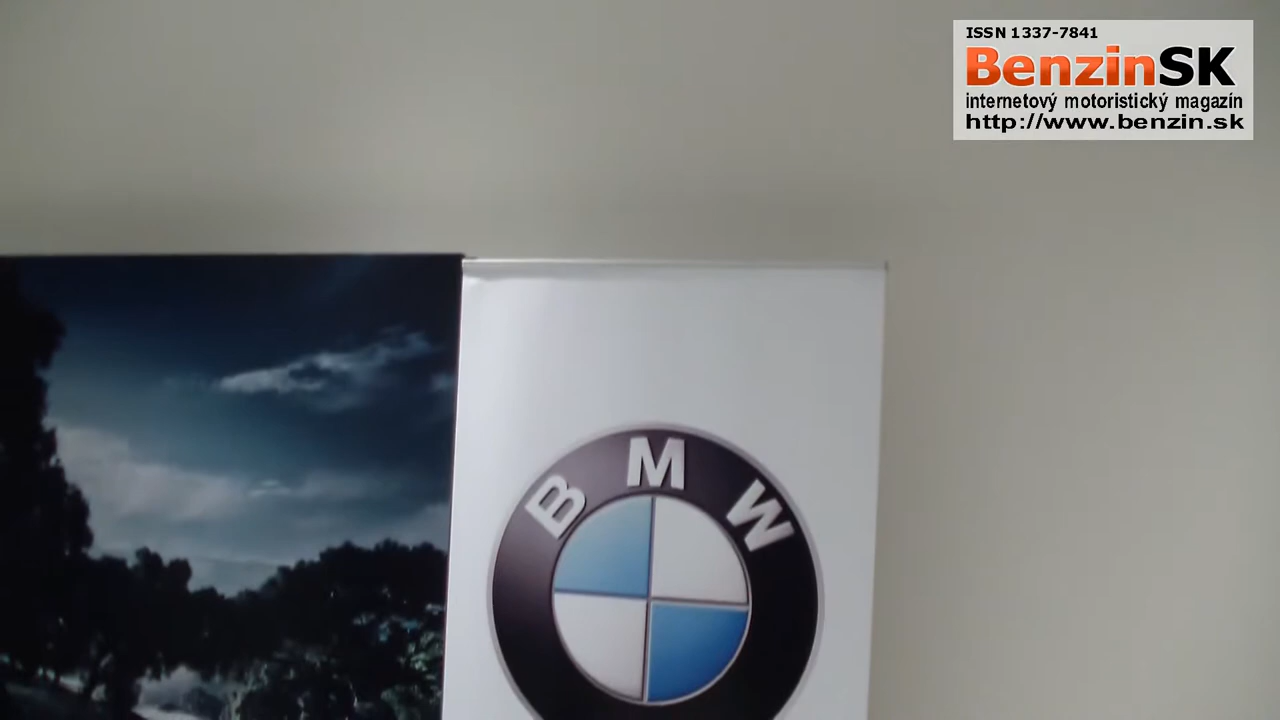 ISSN 1337-7841
BenzinSK
internetový motoristický magazín
http://www.benzin.sk
BMW